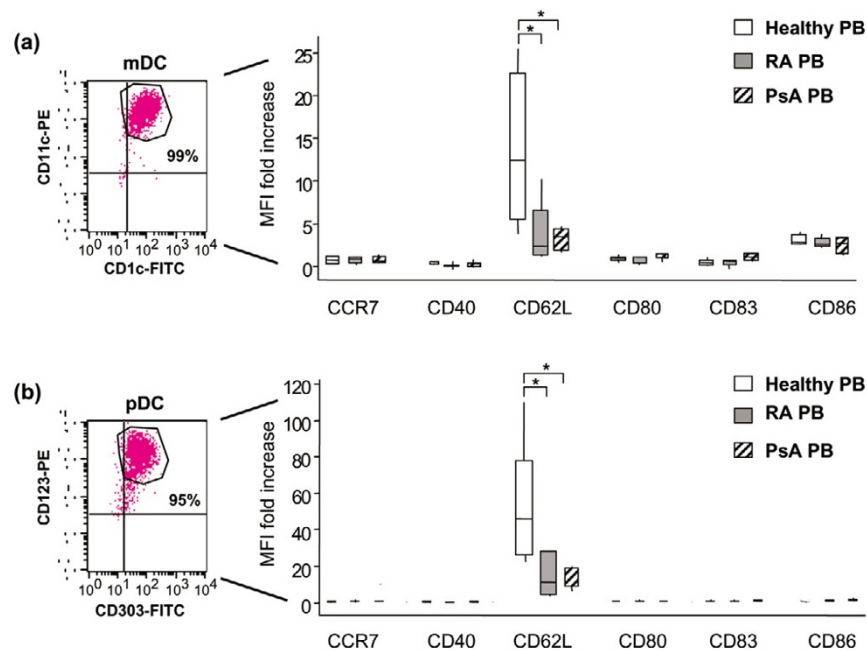 (a)
mDC
CD11c-PE
99%
10⁰ 10¹ 10² 10³ 10⁴
CD1c-FITC
MFI fold increase
25
20
15
10
5
0
* *
Healthy PB
RA PB
PsA PB
CCR7 CD40 CD62L CD80 CD83 CD86
(b)
pDC
CD123-PE
95%
10⁰ 10¹ 10² 10³ 10⁴
CD303-FITC
MFI fold increase
120
100
80
60
40
20
0
* *
Healthy PB
RA PB
PsA PB
CCR7 CD40 CD62L CD80 CD83 CD86